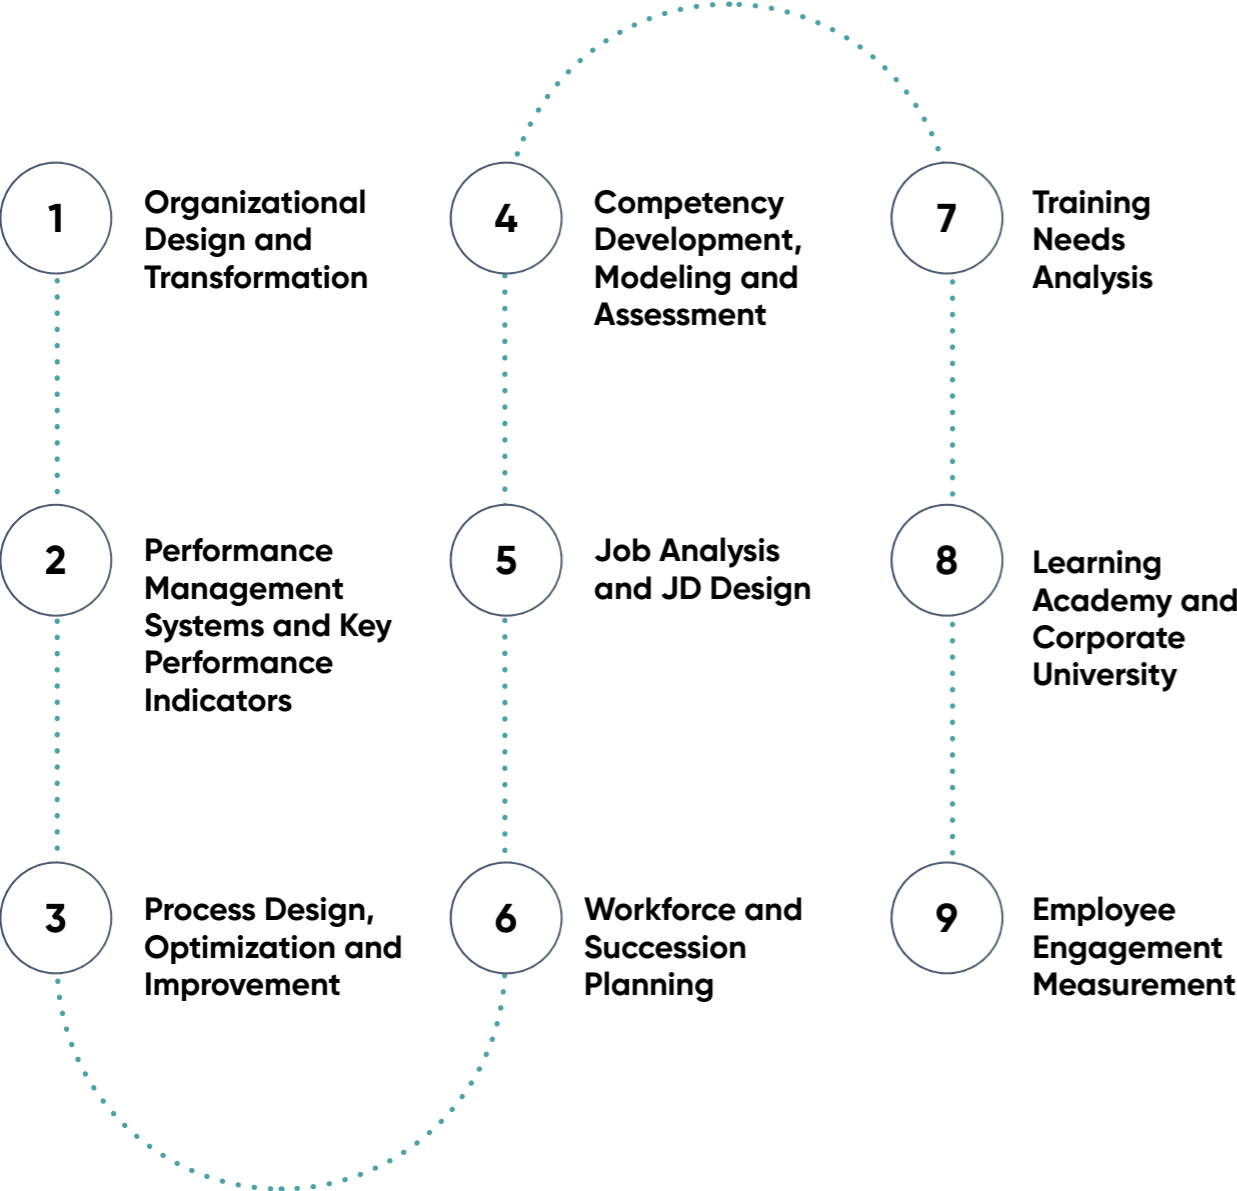 1
Organizational
Design and
Transformation
2
Performance
Management
Systems and Key
Performance
Indicators
3
Process Design,
Optimization and
Improvement
4
Competency
Development,
Modeling and
Assessment
5
Job Analysis
and JD Design
6
Workforce and
Succession
Planning
7
Training
Needs
Analysis
8
Learning
Academy and
Corporate
University
9
Employee
Engagement
Measurement